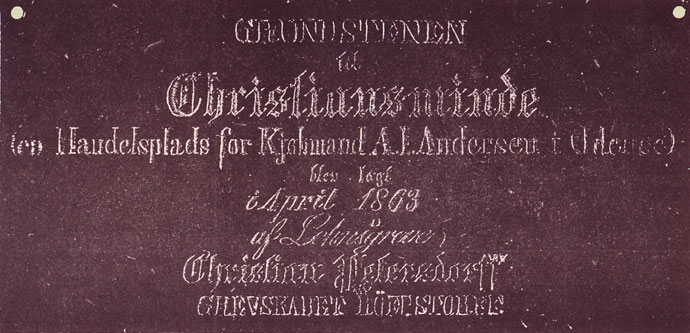 GRUNDSTENEN
til
Christiansminde
(en Handelsplads for Kjøbmand A.E. Andersen i Odense)
blev lagt
i April 1863
af Lehnsgreve
Christian
GREVSKABET